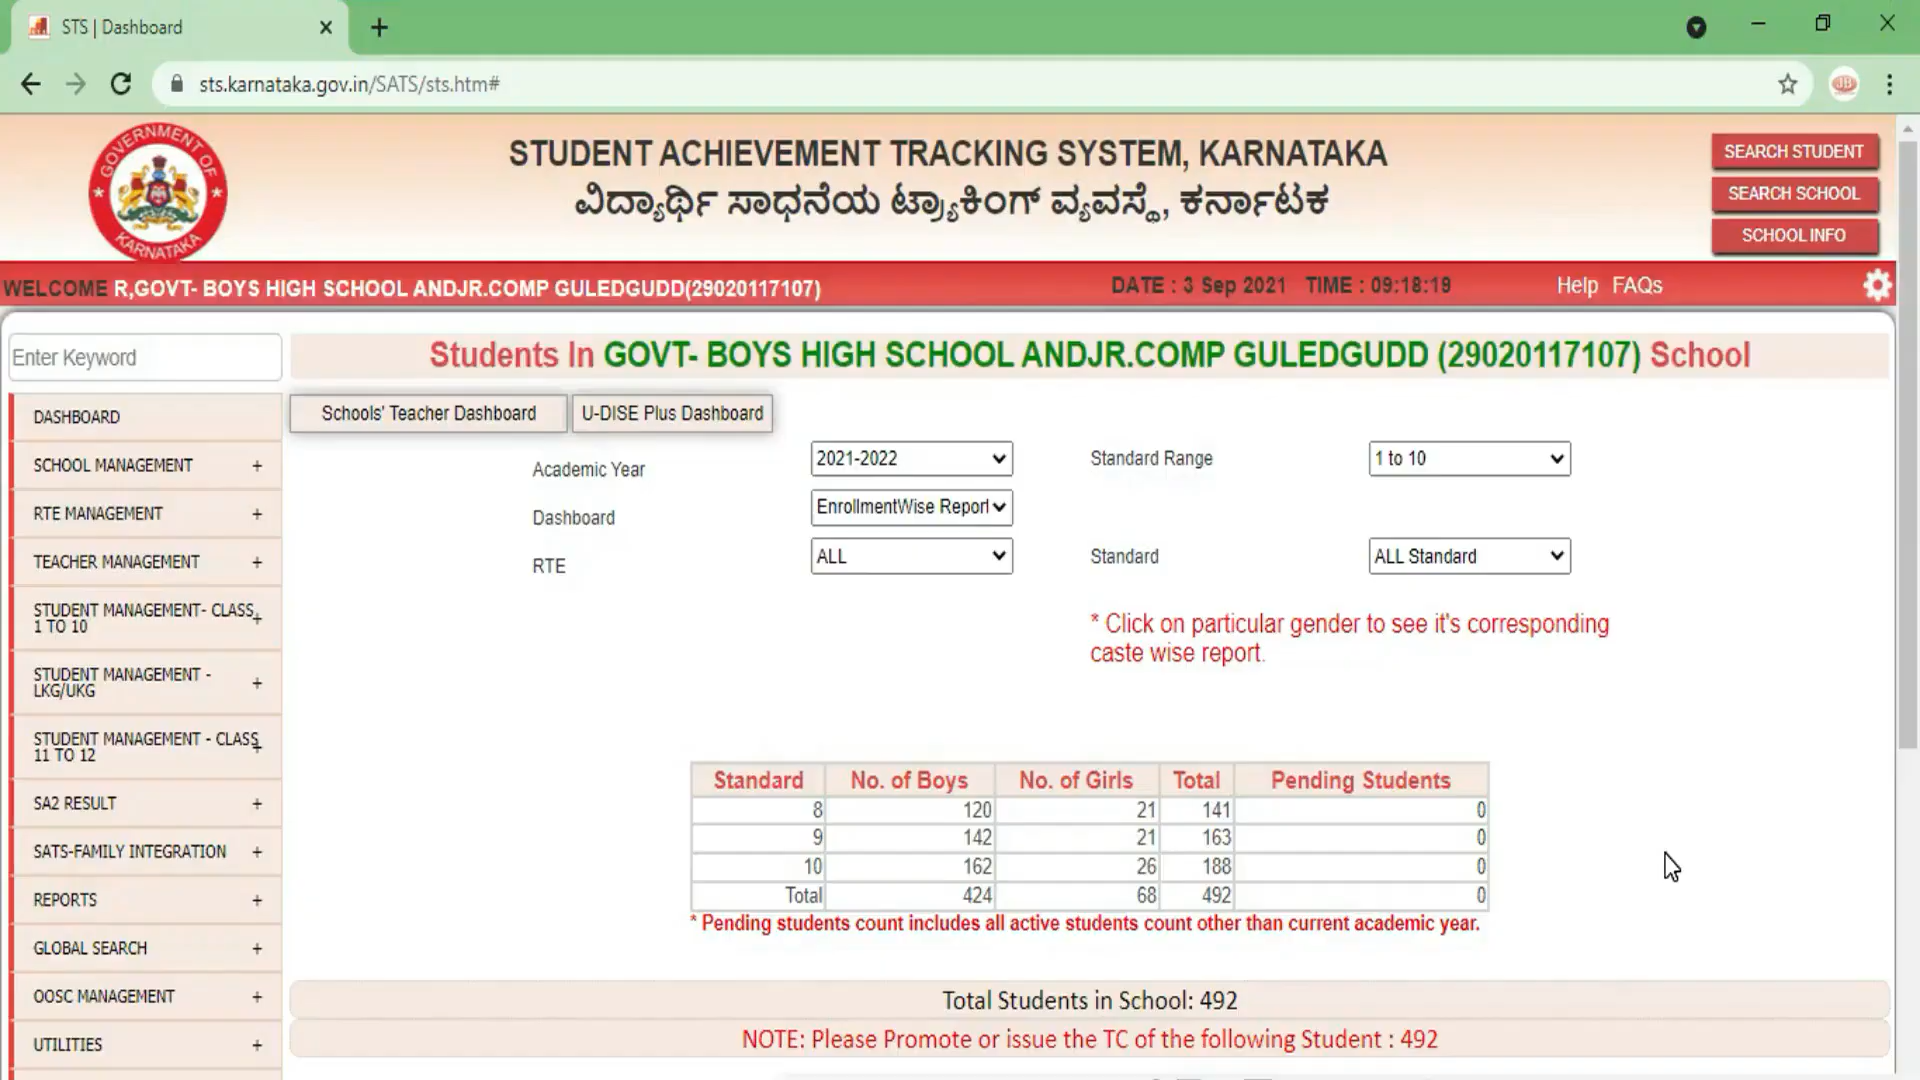 STS | Dashboard
sts.karnataka.gov.in/SATS/sts.htm#
GOVERNMENT OF
KARNATAKA
STUDENT ACHIEVEMENT TRACKING SYSTEM, KARNATAKA
ವಿದ್ಯಾರ್ಥಿ ಸಾಧನೆಯ ಟ್ರ್ಯಾಕಿಂಗ್ ವ್ಯವಸ್ಥೆ, ಕರ್ನಾಟಕ
SEARCH STUDENT
SEARCH SCHOOL
SCHOOL INFO
WELCOME R,GOVT- BOYS HIGH SCHOOL ANDJR.COMP GULEDGUDD(29020117107) DATE : 3 Sep 2021 TIME : 09:18:19 Help FAQs
Enter Keyword
DASHBOARD
SCHOOL MANAGEMENT +
RTE MANAGEMENT +
TEACHER MANAGEMENT +
STUDENT MANAGEMENT- CLASS +
1 TO 10
STUDENT MANAGEMENT - +
LKG/UKG
STUDENT MANAGEMENT - CLASS +
11 TO 12
SA2 RESULT +
SATS-FAMILY INTEGRATION +
REPORTS +
GLOBAL SEARCH +
OOSC MANAGEMENT +
UTILITIES +
Students In GOVT- BOYS HIGH SCHOOL ANDJR.COMP GULEDGUDD (29020117107) School
Schools' Teacher Dashboard U-DISE Plus Dashboard
Academic Year 2021-2022 Standard Range 1 to 10
Dashboard EnrollmentWise Report
RTE ALL Standard ALL Standard
* Click on particular gender to see it's corresponding
caste wise report.
Standard No. of Boys No. of Girls Total Pending Students
8 120 21 141 0
9 142 21 163 0
10 162 26 188 0
Total 424 68 492 0
* Pending students count includes all active students count other than current academic year.
Total Students in School: 492
NOTE: Please Promote or issue the TC of the following Student : 492